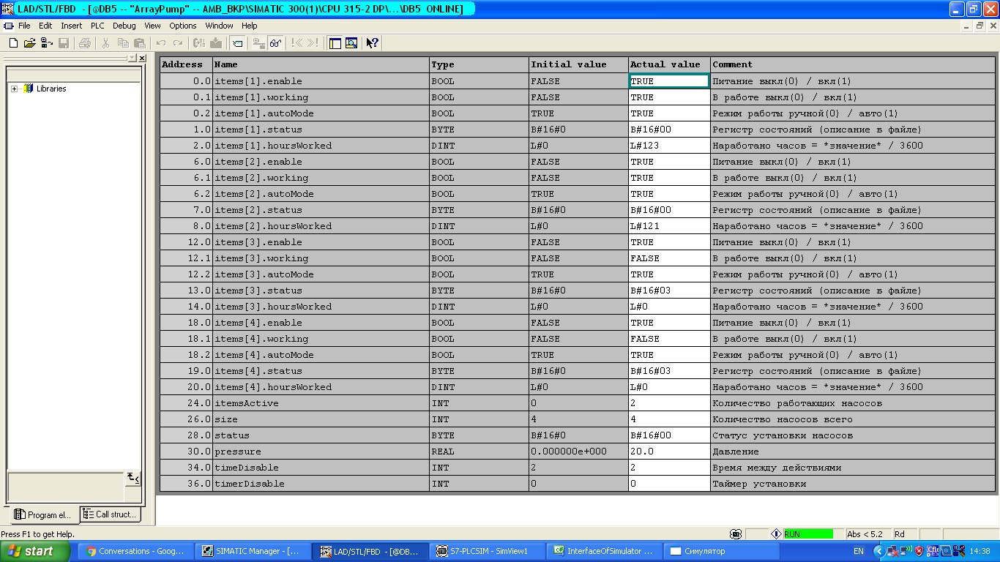 LAD/STL/FBD - [@DB5 -- "ArrayPump" -- AMB_BKP\SIMATIC 300(1)\CPU 315-2 DP\...\DB5 ONLINE]
File Edit Insert PLC Debug View Options Window Help
Address Name Type Initial value Actual value Comment
0.0 items[1].enable BOOL FALSE TRUE Питание выкл(0) / вкл(1)
0.1 items[1].working BOOL FALSE TRUE В работе выкл(0) / вкл(1)
0.2 items[1].autoMode BOOL TRUE TRUE Режим работы ручной(0) / авто(1)
1.0 items[1].status BYTE B#16#0 B#16#00 Регистр состояний (описание в файле)
2.0 items[1].hoursWorked DINT L#0 L#123 Наработано часов = *значение* / 3600
6.0 items[2].enable BOOL FALSE TRUE Питание выкл(0) / вкл(1)
6.1 items[2].working BOOL FALSE TRUE В работе выкл(0) / вкл(1)
6.2 items[2].autoMode BOOL TRUE TRUE Режим работы ручной(0) / авто(1)
7.0 items[2].status BYTE B#16#0 B#16#00 Регистр состояний (описание в файле)
8.0 items[2].hoursWorked DINT L#0 L#121 Наработано часов = *значение* / 3600
12.0 items[3].enable BOOL FALSE TRUE Питание выкл(0) / вкл(1)
12.1 items[3].working BOOL FALSE FALSE В работе выкл(0) / вкл(1)
12.2 items[3].autoMode BOOL TRUE TRUE Режим работы ручной(0) / авто(1)
13.0 items[3].status BYTE B#16#0 B#16#03 Регистр состояний (описание в файле)
14.0 items[3].hoursWorked DINT L#0 L#0 Наработано часов = *значение* / 3600
18.0 items[4].enable BOOL FALSE TRUE Питание выкл(0) / вкл(1)
18.1 items[4].working BOOL FALSE FALSE В работе выкл(0) / вкл(1)
18.2 items[4].autoMode BOOL TRUE TRUE Режим работы ручной(0) / авто(1)
19.0 items[4].status BYTE B#16#0 B#16#03 Регистр состояний (описание в файле)
20.0 items[4].hoursWorked DINT L#0 L#0 Наработано часов = *значение* / 3600
24.0 itemsActive INT 0 2 Количество работающих насосов
26.0 size INT 4 4 Количество насосов всего
28.0 status BYTE B#16#0 B#16#00 Статус установки насосов
30.0 pressure REAL 0.000000e+000 20.0 Давление
34.0 timeDisable INT 2 2 Время между действиями
36.0 timerDisable INT 0 0 Таймер установки
Libraries
Program el... Call struct...
Press F1 to get Help. RUN Abs < 5.2 Rd
start Conversations - Goog... SIMATIC Manager - [... LAD/STL/FBD - [@DB... S7-PLCSIM - SimView1 InterfaceOfSimulator ... Симулятор EN 14:38